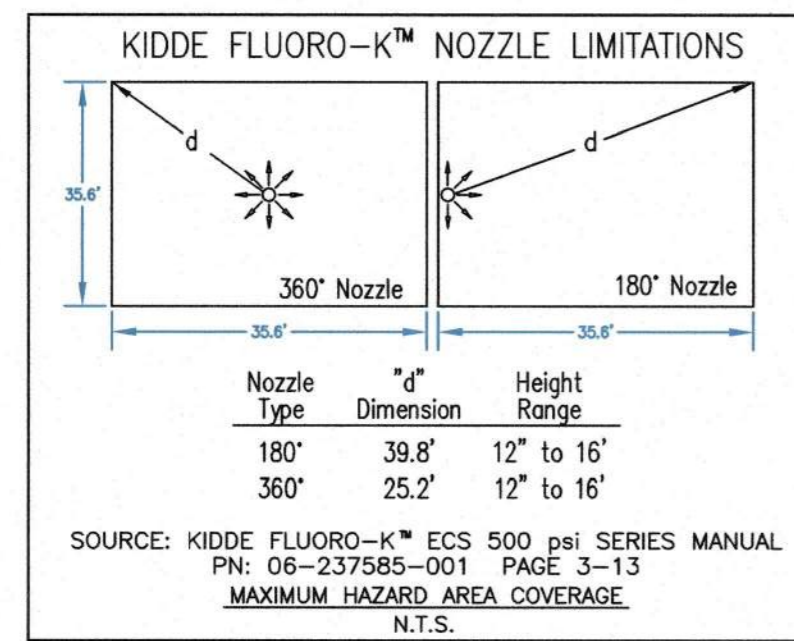 KIDDE FLUORO-K™ NOZZLE LIMITATIONS
d
d
35.6'
360° Nozzle
180° Nozzle
35.6'
35.6'
Nozzle Type "d" Dimension Height Range
180° 39.8' 12" to 16'
360° 25.2' 12" to 16'
SOURCE: KIDDE FLUORO-K™ ECS 500 psi SERIES MANUAL
PN: 06-237585-001 PAGE 3-13
MAXIMUM HAZARD AREA COVERAGE
N.T.S.